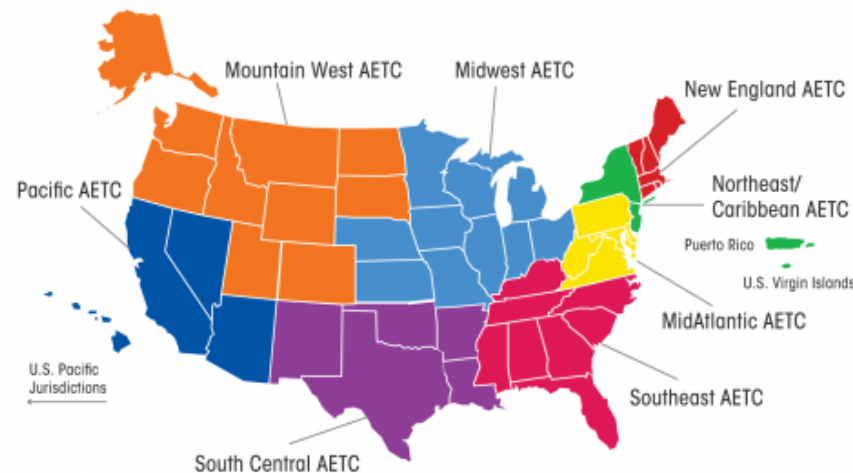 Mountain West AETC
Midwest AETC
New England AETC
Pacific AETC
Northeast/
Caribbean AETC
Puerto Rico
U.S. Virgin Islands
MidAtlantic AETC
U.S. Pacific
Jurisdictions
Southeast AETC
South Central AETC